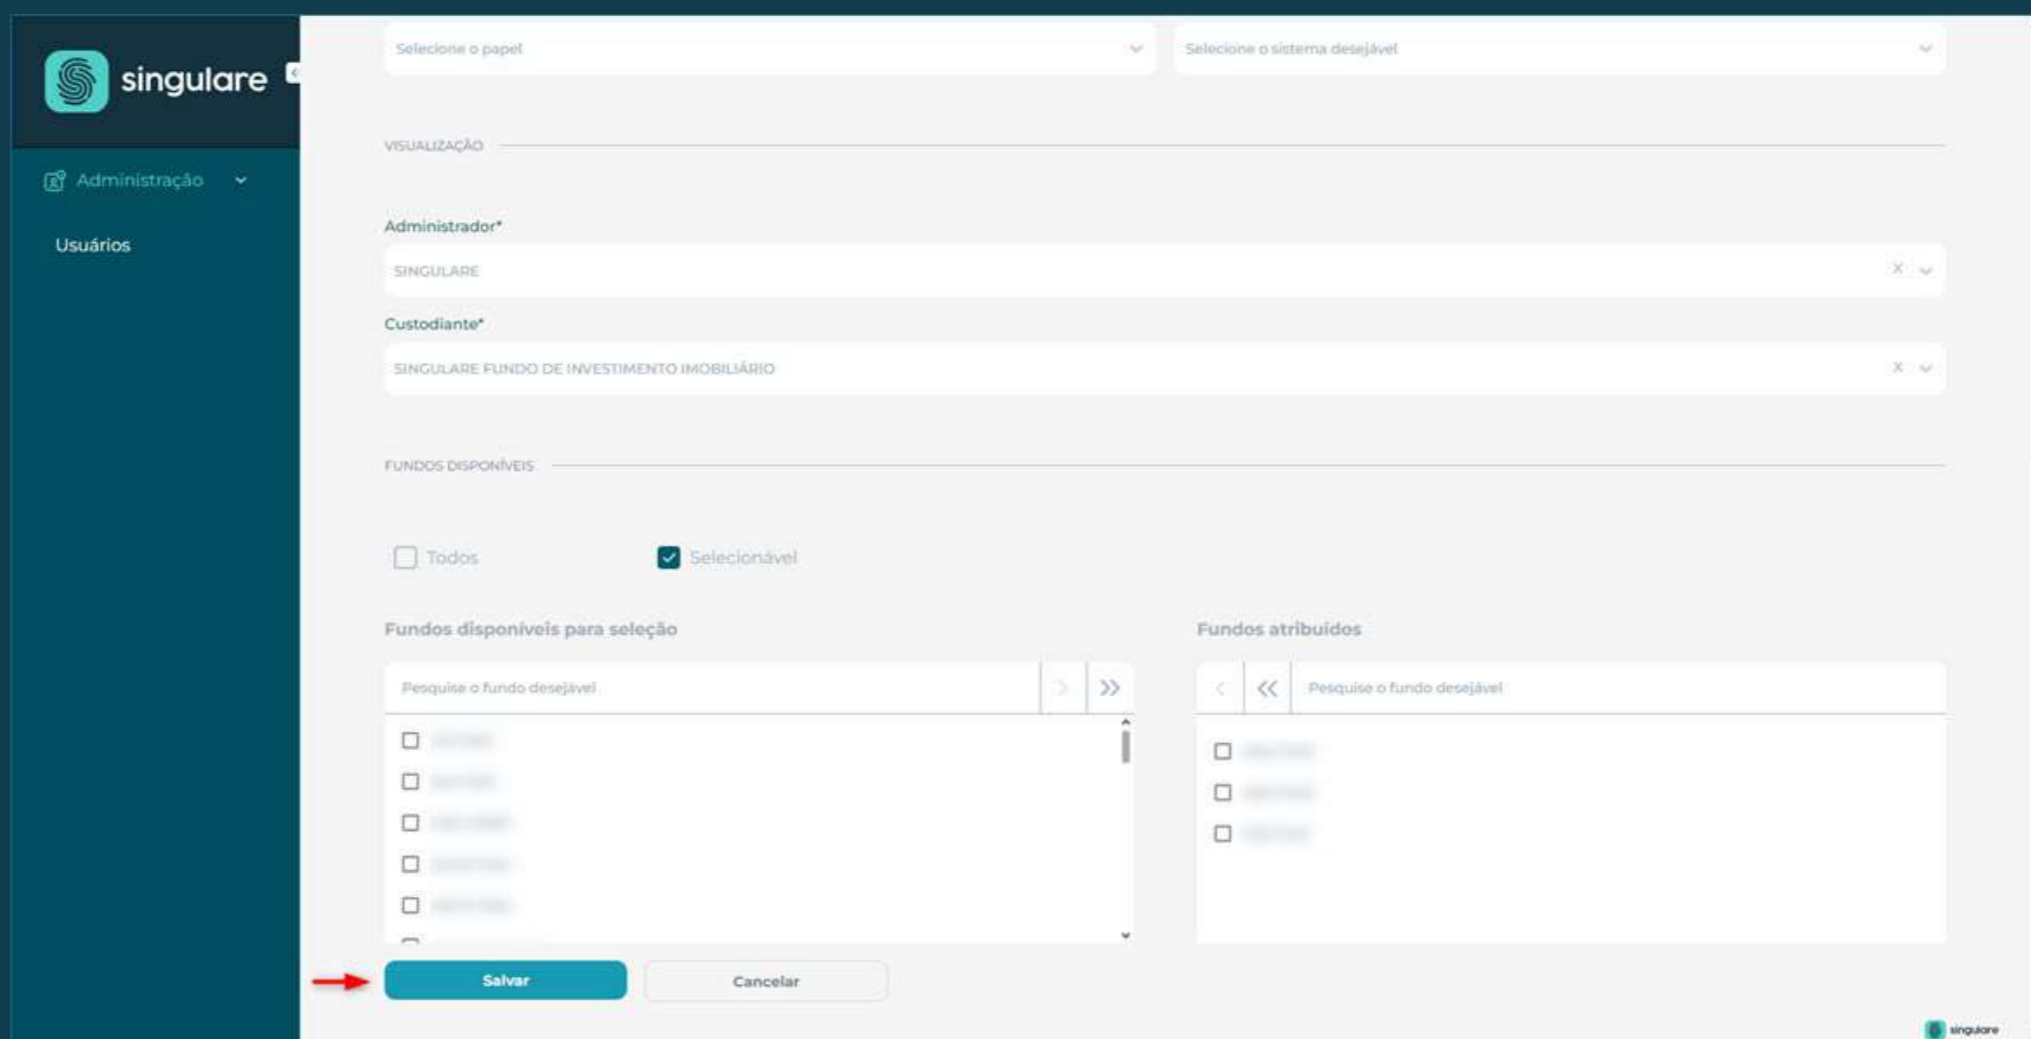 singulare
Administração
Usuários
Selecione o papel
Selecione o sistema desejável
VISUALIZAÇÃO
Administrador*
SINGULARE
X
Custodiante*
SINGULARE FUNDO DE INVESTIMENTO IMOBILIÁRIO
X
FUNDOS DISPONÍVEIS
Todos
Selecionável
Fundos disponíveis para seleção
Fundos atribuídos
Pesquise o fundo desejável
Pesquise o fundo desejável
Salvar
Cancelar
singulare